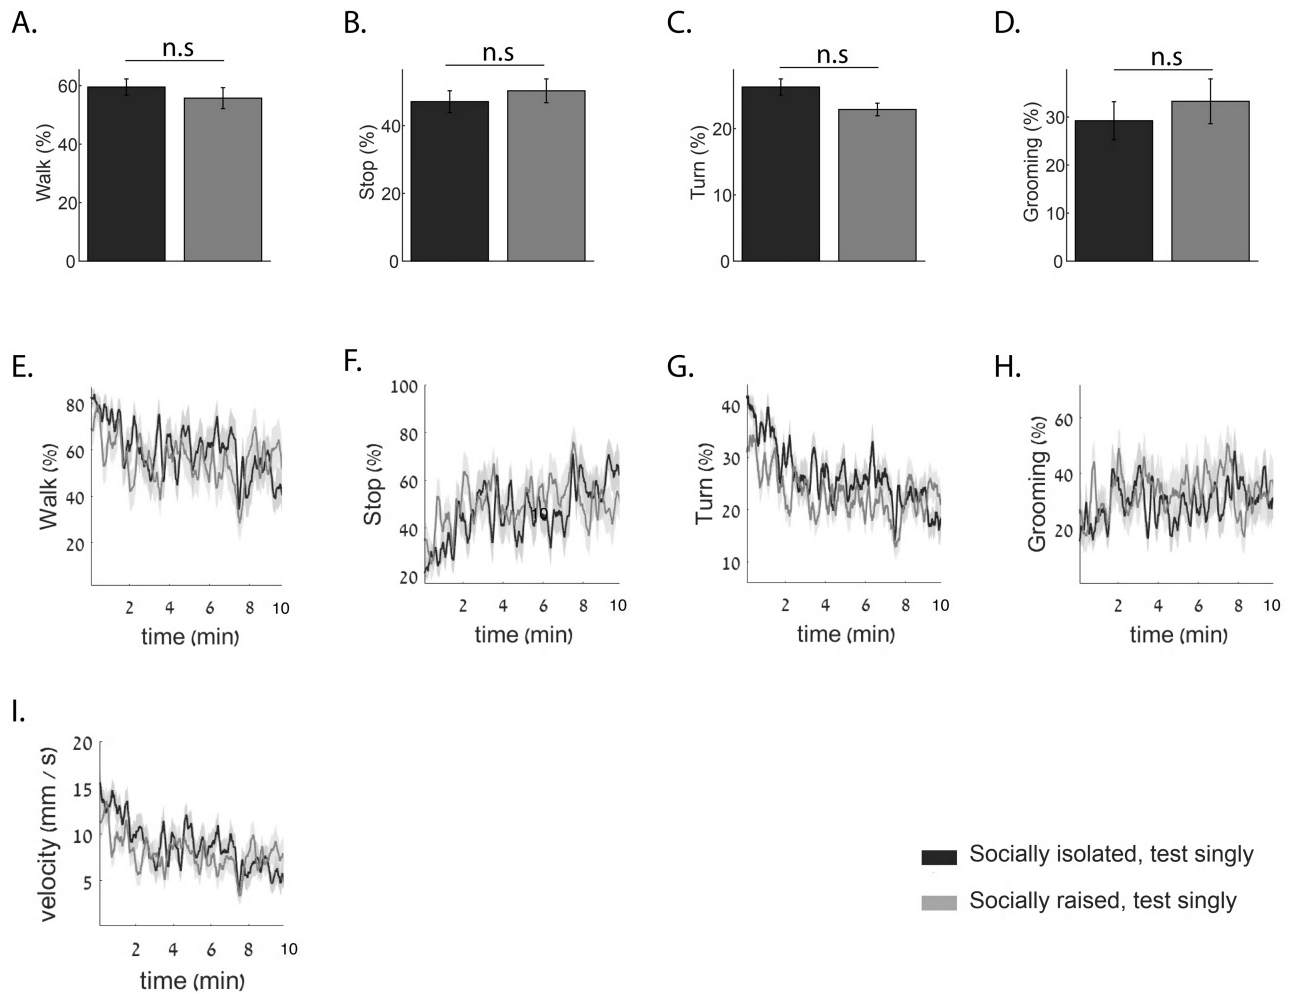 A.
B.
C.
D.
n.s
n.s
n.s
n.s
Walk (%)
60
40
20
0
Stop (%)
40
20
0
Turn (%)
20
10
0
Grooming (%)
30
20
10
0
E.
F.
G.
H.
Walk (%)
80
60
40
20
2 4 6 8 10
time (min)
Stop (%)
100
80
60
40
20
2 4 6 8 10
time (min)
Turn (%)
40
30
20
10
2 4 6 8 10
time (min)
Grooming (%)
60
40
20
2 4 6 8 10
time (min)
I.
velocity (mm / s)
20
15
10
5
2 4 6 8 10
time (min)
Socially isolated, test singly
Socially raised, test singly